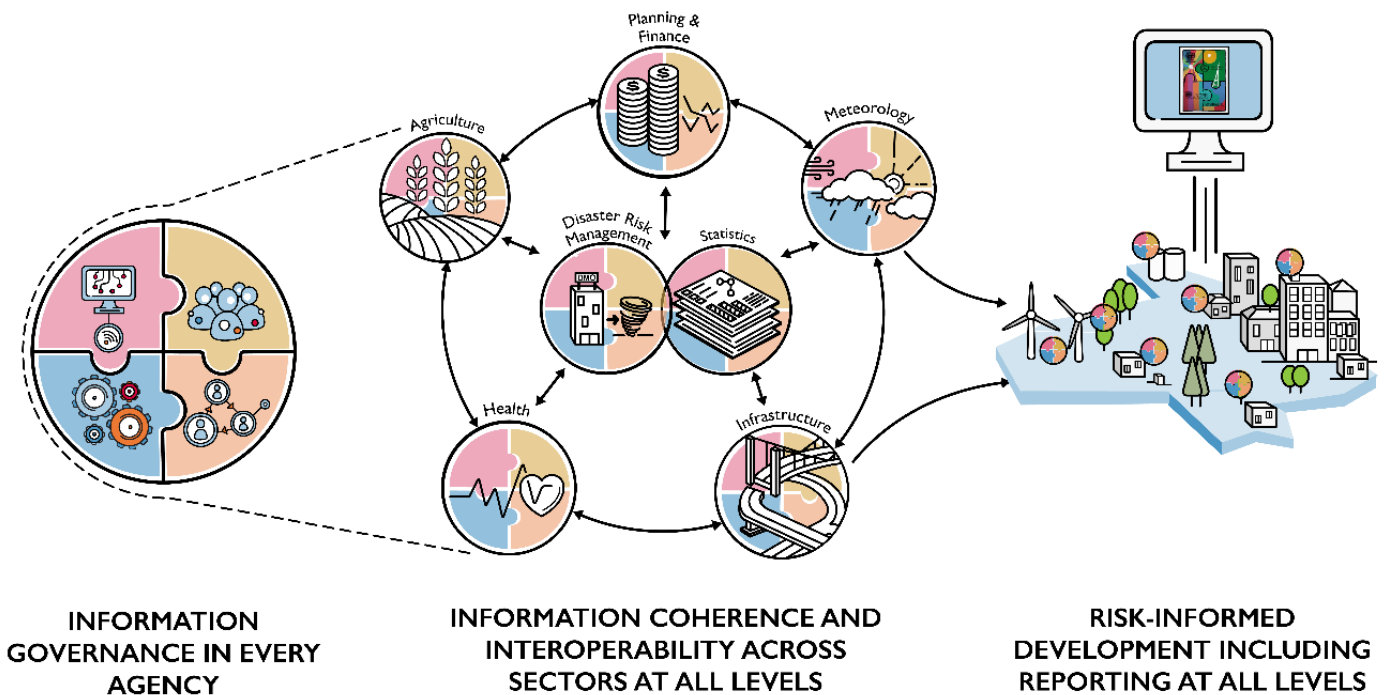 Planning &
Finance
Agriculture
Meteorology
Disaster Risk
Management
Statistics
DMO
$
$
Health
Infrastructure
INFORMATION
GOVERNANCE IN EVERY
AGENCY
INFORMATION COHERENCE AND
INTEROPERABILITY ACROSS
SECTORS AT ALL LEVELS
RISK-INFORMED
DEVELOPMENT INCLUDING
REPORTING AT ALL LEVELS